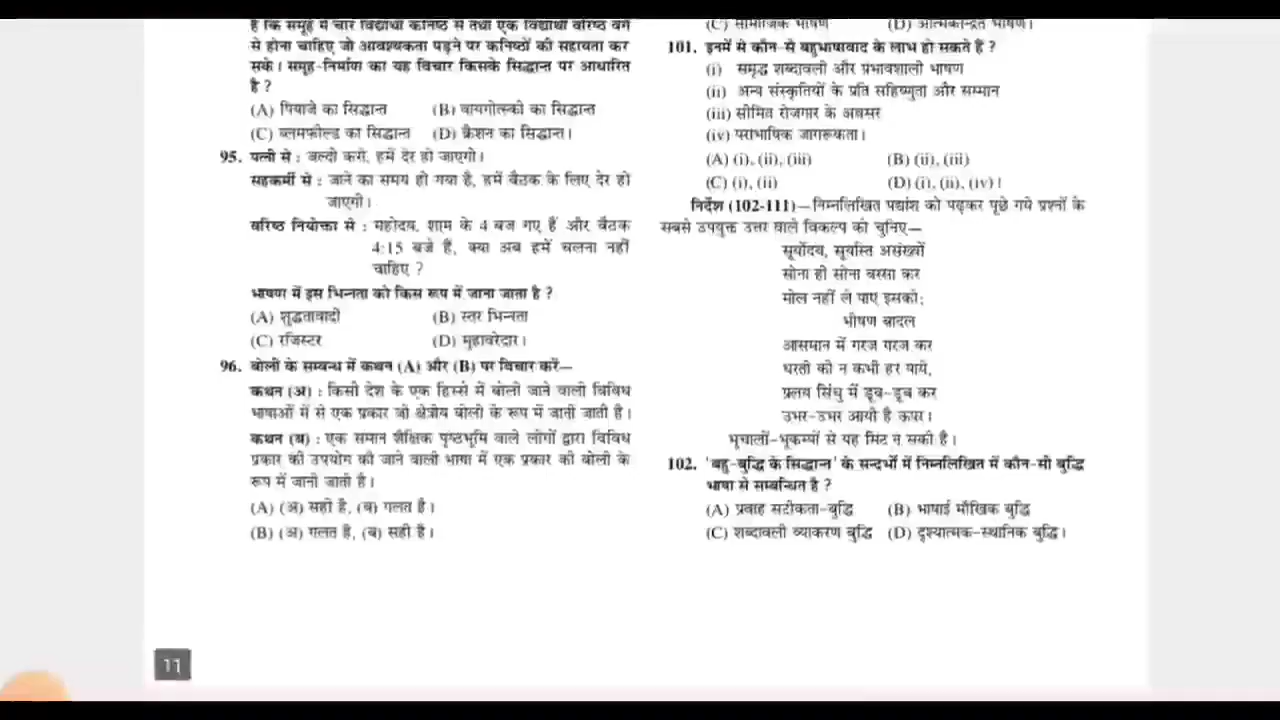 है कि समूह में चार विद्यार्थी कनिष्ठ से तथा एक विद्यार्थी वरिष्ठ वर्ग
से होना चाहिए जो आवश्यकता पड़ने पर कनिष्ठों की सहायता कर
सके। समूह-निर्माण का यह विचार किसके सिद्धान्त पर आधारित
है ?
(A) पियाजे का सिद्धान्त (B) वायगोत्स्की का सिद्धान्त
(C) ब्लूमफील्ड का सिद्धान्त (D) क्रैशन का सिद्धान्त।
95. पत्नी से : जल्दी करो, हमें देर हो जाएगी।
सहकर्मी से : जाने का समय हो गया है, हमें बैठक के लिए देर हो
जाएगी।
वरिष्ठ नियोक्ता से : महोदय, शाम के 4 बज गए हैं और बैठक
4:15 बजे है, क्या अब हमें चलना नहीं
चाहिए ?
भाषण में इस भिन्नता को किस रूप में जाना जाता है ?
(A) शुद्धतावादी (B) स्तर भिन्नता
(C) रजिस्टर (D) मुहावरेदार।
96. बोली के सम्बन्ध में कथन (A) और (B) पर विचार करें—
कथन (अ) : किसी देश के एक हिस्से में बोली जाने वाली विविध
भाषाओं में से एक प्रकार जो क्षेत्रीय बोली के रूप में जानी जाती है।
कथन (ब) : एक समान शैक्षिक पृष्ठभूमि वाले लोगों द्वारा विविध
प्रकार की उपयोग की जाने वाली भाषा में एक प्रकार की बोली के
रूप में जानी जाती है।
(A) (अ) सही है, (ब) गलत है।
(B) (अ) गलत है, (ब) सही है।
11
(C) सामाजिक भाषण (D) आत्मकेन्द्रित भाषण।
101. इनमें से कौन-से बहुभाषावाद के लाभ हो सकते हैं ?
(i) समृद्ध शब्दावली और प्रभावशाली भाषण
(ii) अन्य संस्कृतियों के प्रति सहिष्णुता और सम्मान
(iii) सीमित रोजगार के अवसर
(iv) पराभाषिक जागरूकता।
(A) (i), (ii), (iii) (B) (ii), (iii)
(C) (i), (ii) (D) (i), (ii), (iv)।
निर्देश (102-111)—निम्नलिखित पद्यांश को पढ़कर पूछे गये प्रश्नों के
सबसे उपयुक्त उत्तर वाले विकल्प को चुनिए—
सूर्योदय, सूर्यास्त असंख्यों
सोना ही सोना बरसा कर
मोल नहीं ले पाए इसको;
भीषण बादल
आसमान में गरज गरज कर
धरती को न कभी हर पाये,
प्रलय सिंधु में डूब-डूब कर
उभर-उभर आयी है ऊपर।
भूचालों-भूकम्पों से यह मिट न सकी है।
102. 'बहु-बुद्धि के सिद्धान्त' के सन्दर्भों में निम्नलिखित में कौन-सी बुद्धि
भाषा से सम्बन्धित है ?
(A) प्रवाह सटीकता-बुद्धि (B) भाषाई मौखिक बुद्धि
(C) शब्दावली व्याकरण बुद्धि (D) दृश्यात्मक-स्थानिक बुद्धि।